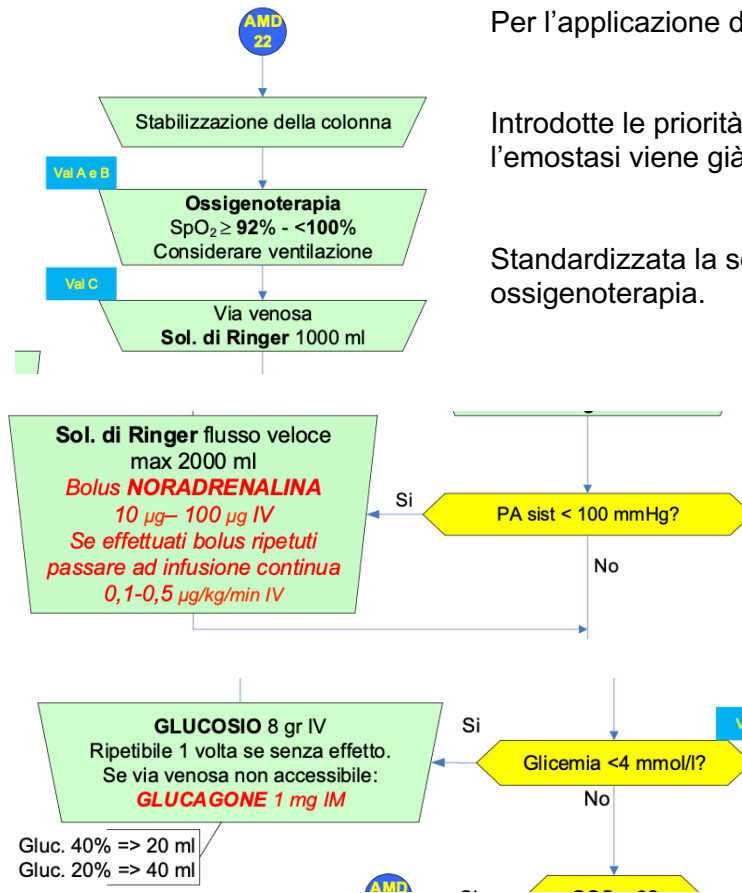 AMD
22
Per l'applicazione d
Stabilizzazione della colonna
Introdotte le priorità
l'emostasi viene già
Val A e B
Ossigenoterapia
SpO₂ ≥ 92% - <100%
Considerare ventilazione
Standardizzata la s
ossigenoterapia.
Val C
Via venosa
Sol. di Ringer 1000 ml
Sol. di Ringer flusso veloce
max 2000 ml
Bolus NORADRENALINA
10 µg– 100 µg IV
Se effettuati bolus ripetuti
passare ad infusione continua
0,1-0,5 µg/kg/min IV
Si
PA sist < 100 mmHg?
No
GLUCOSIO 8 gr IV
Ripetibile 1 volta se senza effetto.
Se via venosa non accessibile:
GLUCAGONE 1 mg IM
Si
V
Glicemia <4 mmol/l?
No
Gluc. 40% => 20 ml
Gluc. 20% => 40 ml
AMD